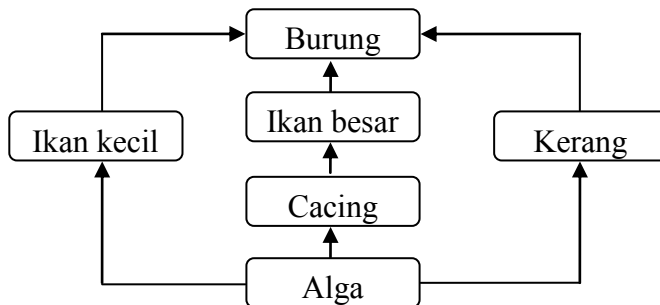 Burung
Ikan besar
Ikan kecil
Kerang
Cacing
Alga